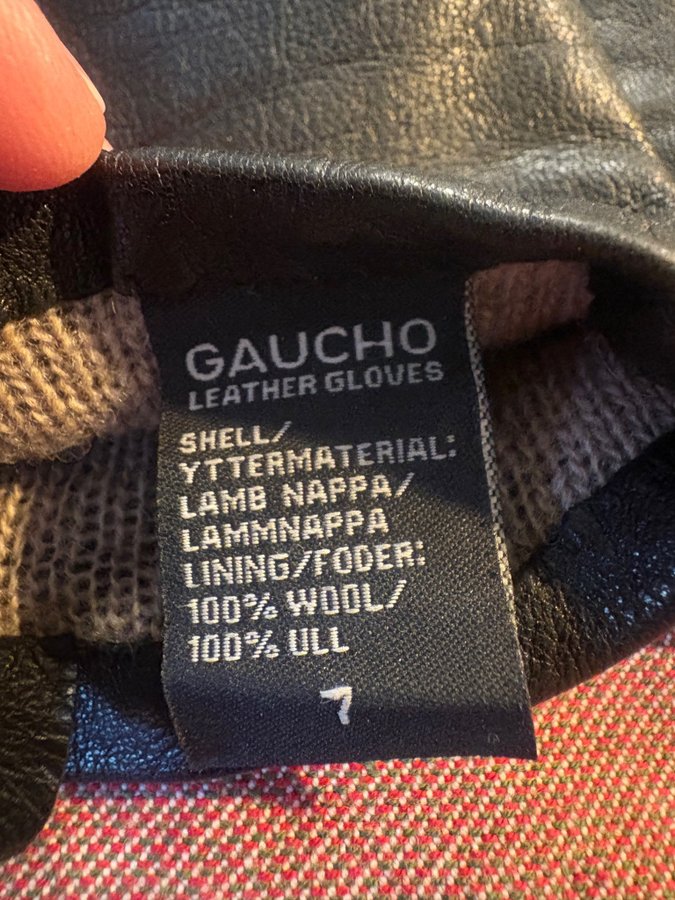 GAUCHO
LEATHER GLOVES
SHELL/
YTTERMATERIAL:
LAMB NAPPA/
LAMMNAPPA
LINING/FODER:
100% WOOL/
100% ULL
7